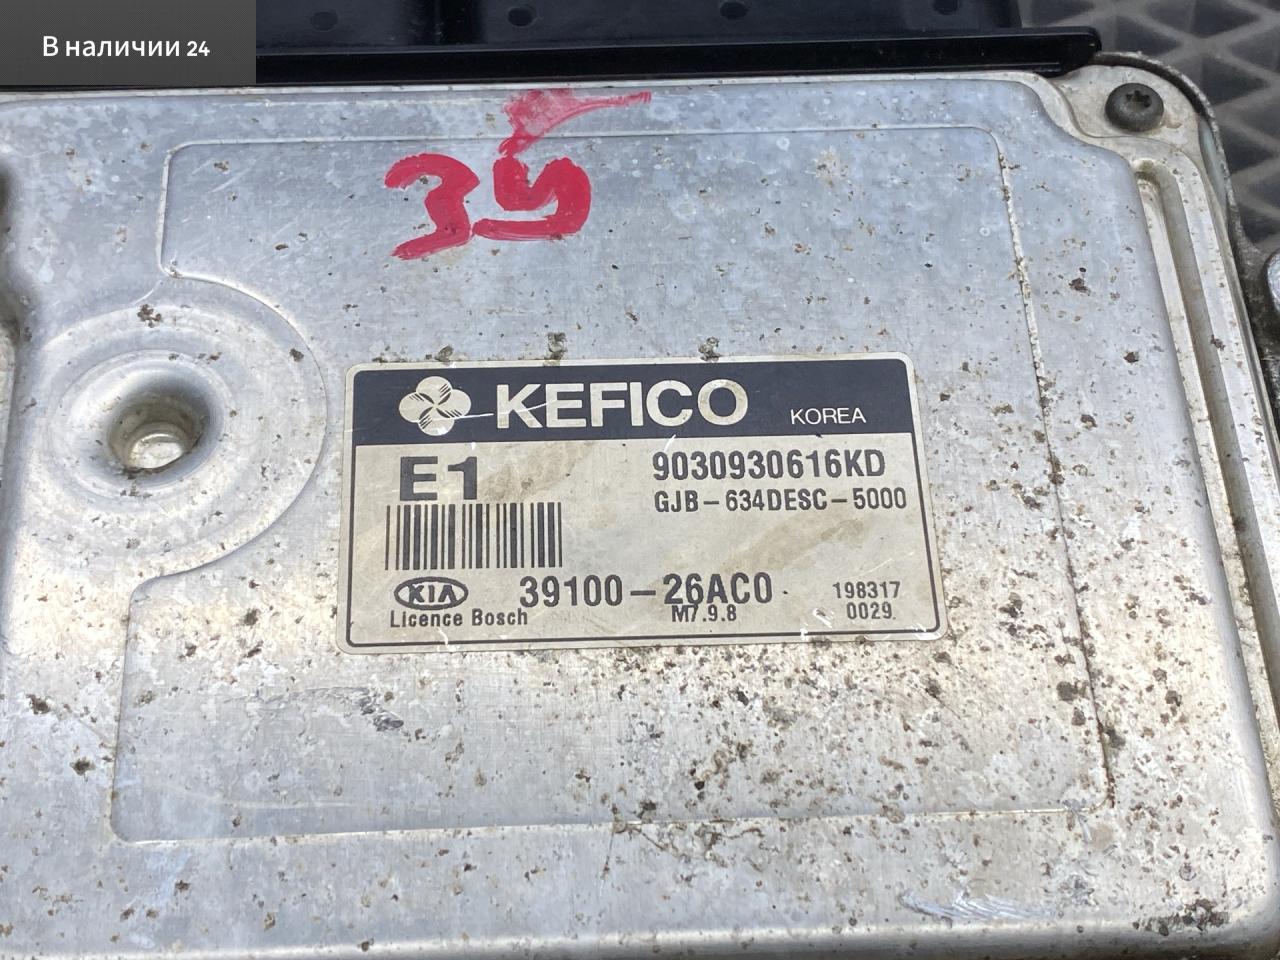 В наличии 24
39
KEFICO KOREA
E1
9030930616KD
GJB-634DESC-5000
KIA 39100-26AC0 198317
Licence Bosch M7.9.8 0029